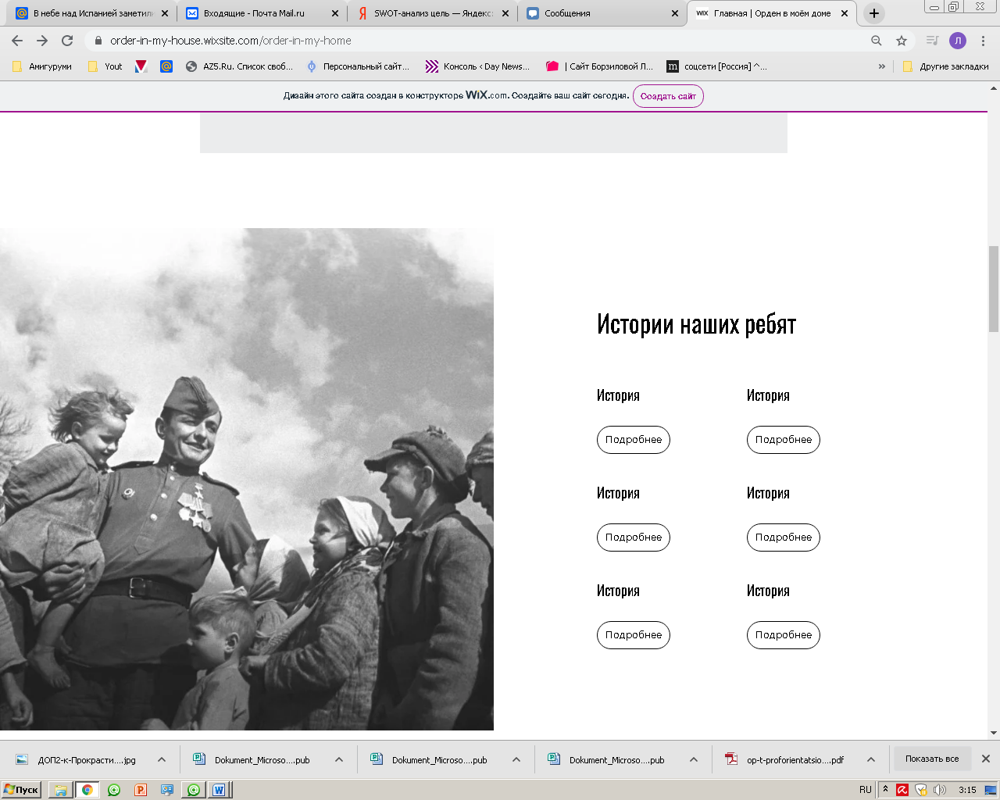 В небе над Испанией заметили
Входящие - Почта Mail.ru
SWOT-анализ цель — Яндекс:
Сообщения
WIX Главная | Орден в моём доме
order-in-my-house.wixsite.com/order-in-my-home
Л
Амигуруми
Yout
AZ5.Ru. Список своб...
Персональный сайт...
Консоль ‹ Day News...
| Сайт Борзиловой Л...
m соцсети [Россия] ^...
»
Другие закладки
Дизайн этого сайта создан в конструкторе WiX.com. Создайте ваш сайт сегодня.
Создать сайт
Истории наших ребят
История
История
Подробнее
Подробнее
История
История
Подробнее
Подробнее
История
История
Подробнее
Подробнее
ДОП2-к-Прокрасти....jpg
Dokument_Microso....pub
Dokument_Microso....pub
Dokument_Microso....pub
op-t-proforientatsio....pdf
Показать все
Пуск
RU
3:15